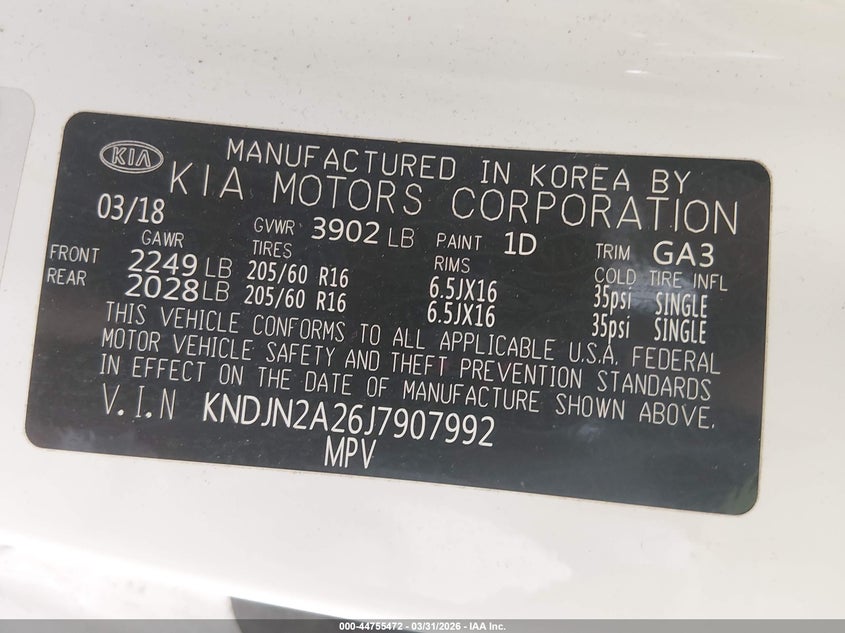 KIA
MANUFACTURED IN KOREA BY
KIA MOTORS CORPORATION
03/18 GVWR 3902 LB PAINT 1D TRIM GA3
GAWR TIRES RIMS COLD TIRE INFL
FRONT 2249 LB 205/60 R16 6.5JX16 35psi SINGLE
REAR 2028 LB 205/60 R16 6.5JX16 35psi SINGLE
THIS VEHICLE CONFORMS TO ALL APPLICABLE U.S.A. FEDERAL
MOTOR VEHICLE SAFETY AND THEFT PREVENTION STANDARDS
IN EFFECT ON THE DATE OF MANUFACTURE SHOWN ABOVE.
V.I.N KNDJN2A26J7907992
MPV
000-44755472 - 03/31/2026 - IAA Inc.